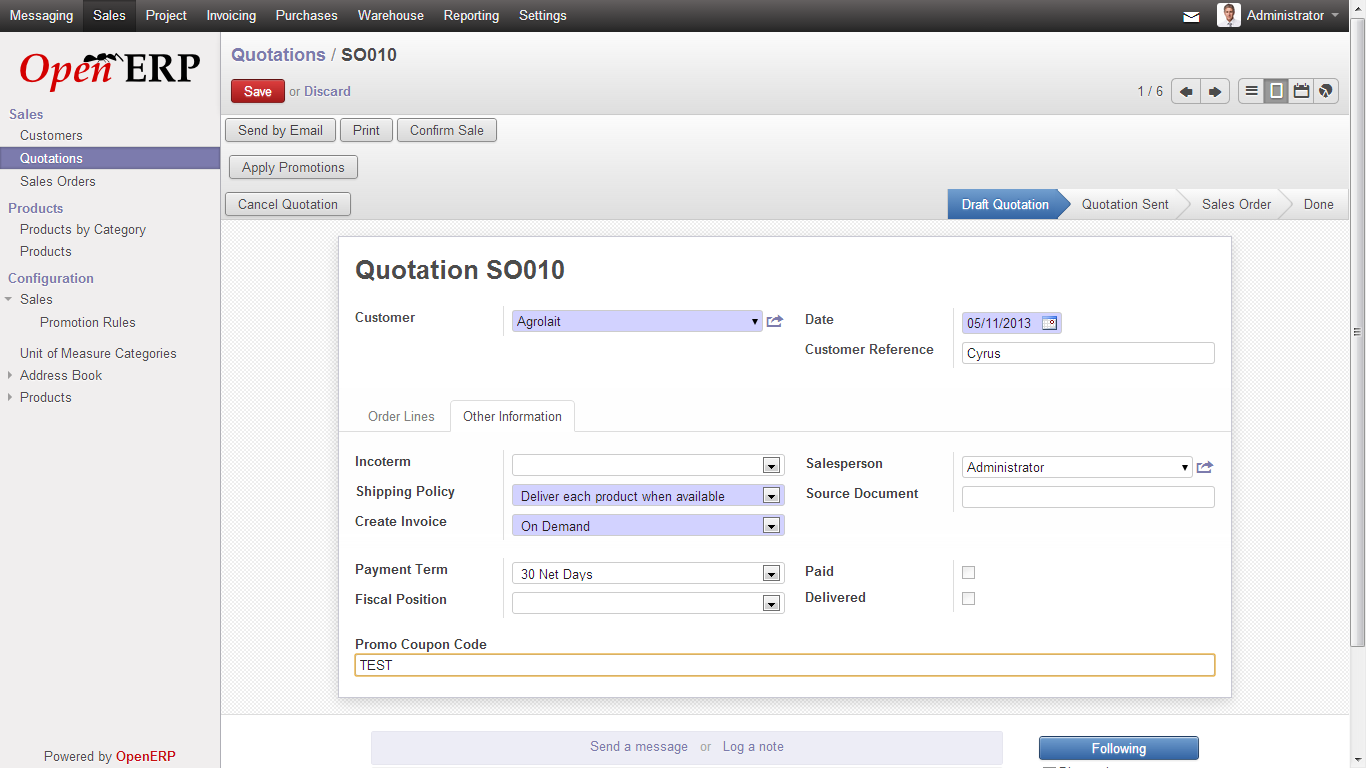 Messaging Sales Project Invoicing Purchases Warehouse Reporting Settings Administrator
OpenERP
Sales
Customers
Quotations
Sales Orders
Products
Products by Category
Products
Configuration
Sales
Promotion Rules
Unit of Measure Categories
Address Book
Products
Powered by OpenERP
Quotations / SO010
Save or Discard 1 / 6
Send by Email Print Confirm Sale
Apply Promotions
Cancel Quotation Draft Quotation Quotation Sent Sales Order Done
Quotation SO010
Customer Agrolait
Date 05/11/2013
Customer Reference Cyrus
Order Lines Other Information
Incoterm
Shipping Policy Deliver each product when available
Create Invoice On Demand
Salesperson Administrator
Source Document
Payment Term 30 Net Days
Fiscal Position
Paid
Delivered
Promo Coupon Code
TEST
Send a message or Log a note
Following